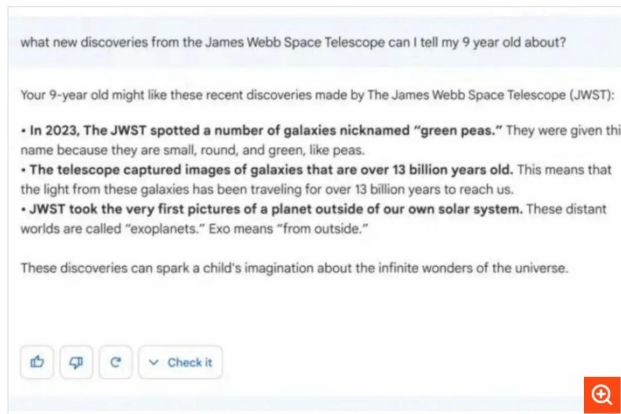 what new discoveries from the James Webb Space Telescope can I tell my 9 year old about?
Your 9-year old might like these recent discoveries made by The James Webb Space Telescope (JWST):
• In 2023, The JWST spotted a number of galaxies nicknamed "green peas." They were given thi
name because they are small, round, and green, like peas.
• The telescope captured images of galaxies that are over 13 billion years old. This means that
the light from these galaxies has been traveling for over 13 billion years to reach us.
• JWST took the very first pictures of a planet outside of our own solar system. These distant
worlds are called "exoplanets." Exo means "from outside."
These discoveries can spark a child's imagination about the infinite wonders of the universe.
Check it